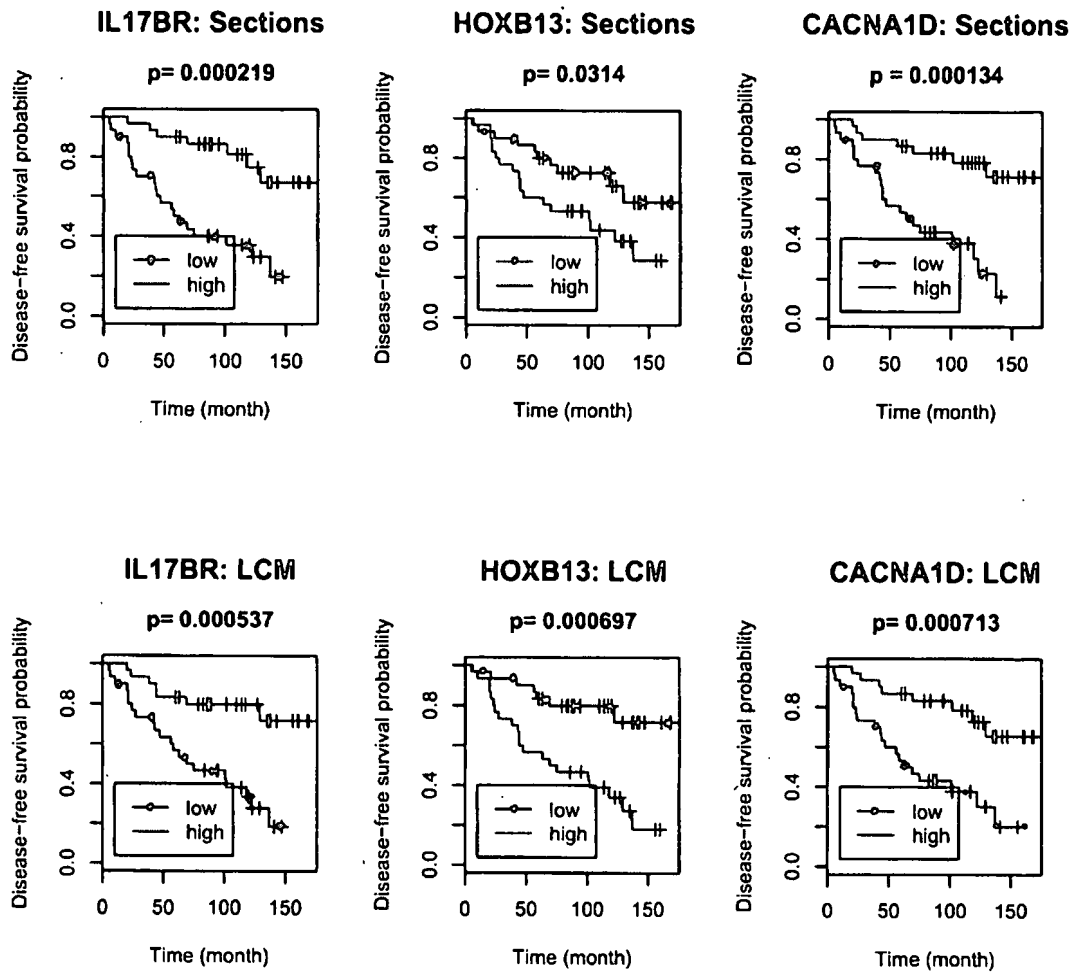 IL17BR: Sections
p= 0.000219
Disease-free survival probability
0.8
0.4
0.0
low
high
0 50 100 150
Time (month)
HOXB13: Sections
p= 0.0314
Disease-free survival probability
0.8
0.4
0.0
low
high
0 50 100 150
Time (month)
CACNA1D: Sections
p = 0.000134
Disease-free survival probability
0.8
0.4
0.0
low
high
0 50 100 150
Time (month)
IL17BR: LCM
p= 0.000537
Disease-free survival probability
0.8
0.4
0.0
low
high
0 50 100 150
Time (month)
HOXB13: LCM
p= 0.000697
Disease-free survival probability
0.8
0.4
0.0
low
high
0 50 100 150
Time (month)
CACNA1D: LCM
p= 0.000713
Disease-free survival probability
0.8
0.4
0.0
low
high
0 50 100 150
Time (month)